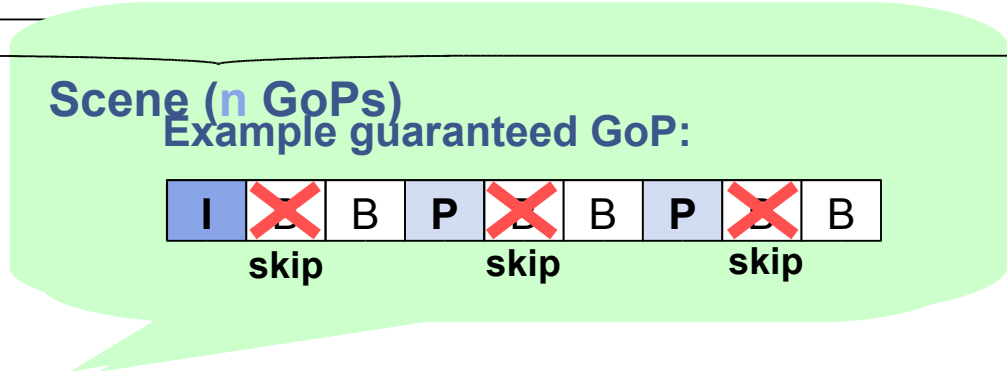 Scene (n GoPs)
Example guaranteed GoP:
I B B P B B P B B
skip skip skip